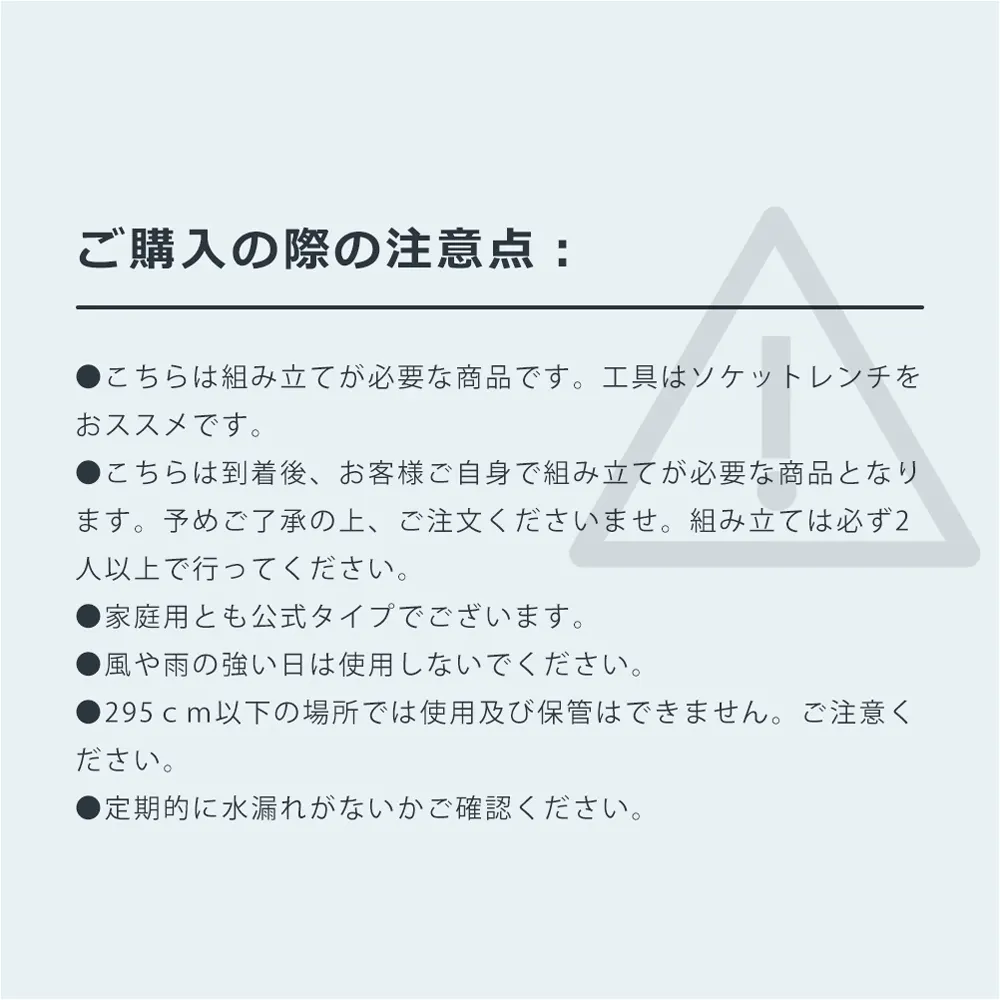 ご購入の際の注意点：
●こちらは組み立てが必要な商品です。工具はソケットレンチを
おススメです。
●こちらは到着後、お客様ご自身で組み立てが必要な商品となり
ます。予めご了承の上、ご注文くださいませ。組み立ては必ず2
人以上で行ってください。
●家庭用とも公式タイプでございます。
●風や雨の強い日は使用しないでください。
●295ｃｍ以下の場所では使用及び保管はできません。ご注意く
ださい。
●定期的に水漏れがないかご確認ください。